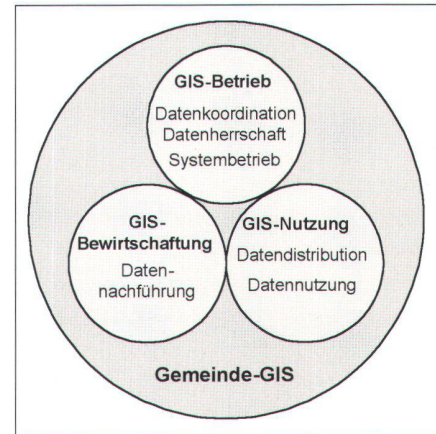 GIS-Betrieb
Datenkoordination
Datenherrschaft
Systembetrieb
GIS-
Bewirtschaftung
Daten-
nachführung
GIS-Nutzung
Datendistribution
Datennutzung
Gemeinde-GIS